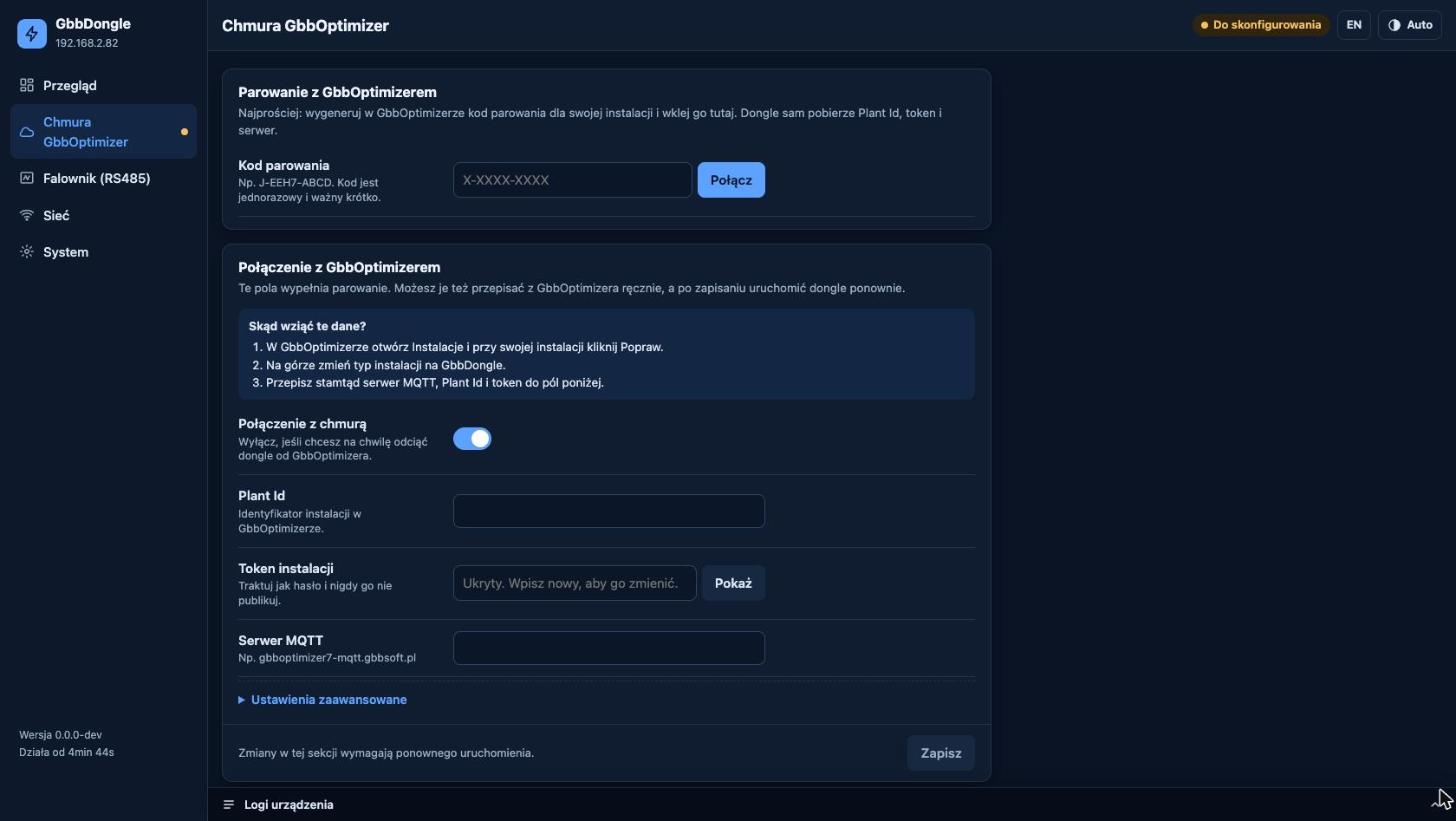 GbbDongle
192.168.2.82
Przegląd
Chmura
GbbOptimizer
Falownik (RS485)
Sieć
System
Wersja 0.0.0-dev
Działa od 4min 44s
Chmura GbbOptimizer
Do skonfigurowania
EN
Auto
Parowanie z GbbOptimizerem
Najprościej: wygeneruj w GbbOptimizerze kod parowania dla swojej instalacji i wklej go tutaj. Dongle sam pobierze Plant Id, token i
serwer.
Kod parowania
Np. J-EEH7-ABCD. Kod jest
jednorazowy i ważny krótko.
X-XXXX-XXXX
Połącz
Połączenie z GbbOptimizerem
Te pola wypełnia parowanie. Możesz je też przepisać z GbbOptimizera ręcznie, a po zapisaniu uruchomić dongle ponownie.
Skąd wziąć te dane?
1. W GbbOptimizerze otwórz Instalacje i przy swojej instalacji kliknij Popraw.
2. Na górze zmień typ instalacji na GbbDongle.
3. Przepisz stamtąd serwer MQTT, Plant Id i token do pól poniżej.
Połączenie z chmurą
Wyłącz, jeśli chcesz na chwilę odciąć
dongle od GbbOptimizera.
Plant Id
Identyfikator instalacji w
GbbOptimizerze.
Token instalacji
Traktuj jak hasło i nigdy go nie
publikuj.
Ukryty. Wpisz nowy, aby go zmienić.
Pokaż
Serwer MQTT
Np. gbboptimizer7-mqtt.gbbsoft.pl
Ustawienia zaawansowane
Zmiany w tej sekcji wymagają ponownego uruchomienia.
Zapisz
Logi urządzenia